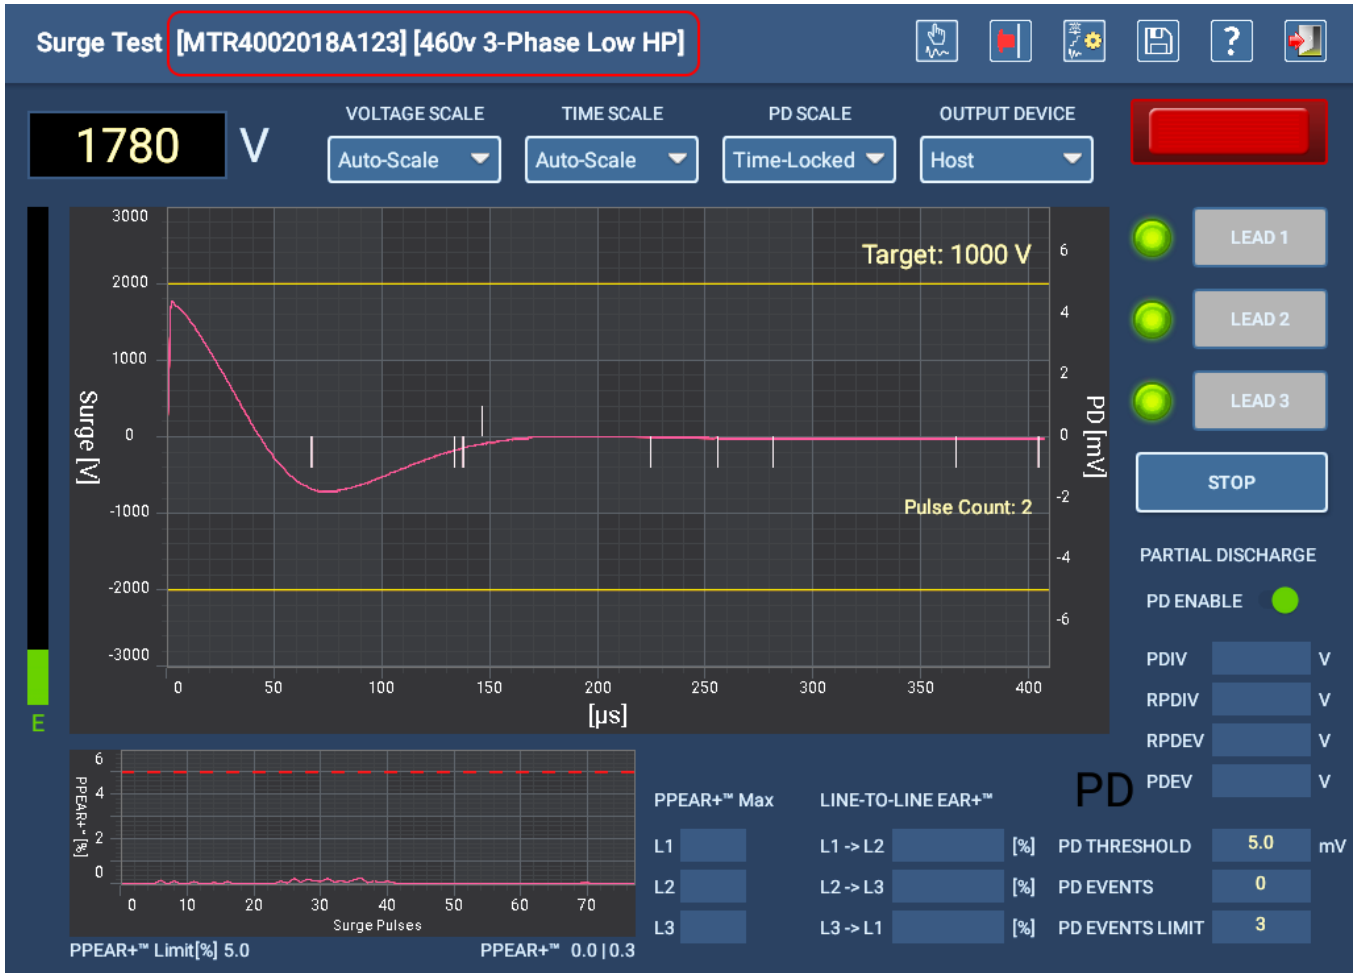 Surge Test [MTR4002018A123] [460v 3-Phase Low HP]
?
1780 V
VOLTAGE SCALE TIME SCALE PD SCALE OUTPUT DEVICE
Auto-Scale Auto-Scale Time-Locked Host
3000
2000
1000
0
-1000
-2000
-3000
Surge [V]
Target: 1000 V
Pulse Count: 2
6
4
2
0
-2
-4
-6
PD [mV]
0 50 100 150 200 250 300 350 400
[µs]
E
LEAD 1
LEAD 2
LEAD 3
STOP
PARTIAL DISCHARGE
PD ENABLE
PDIV V
RPDIV V
RPDEV V
PD PDEV V
6
4
2
0
PPEAR+™ [%]
0 10 20 30 40 50 60 70
Surge Pulses
PPEAR+™ Limit[%] 5.0 PPEAR+™ 0.0|0.3
PPEAR+™ Max LINE-TO-LINE EAR+™
L1 L1 -> L2 [%] PD THRESHOLD 5.0 mV
L2 L2 -> L3 [%] PD EVENTS 0
L3 L3 -> L1 [%] PD EVENTS LIMIT 3